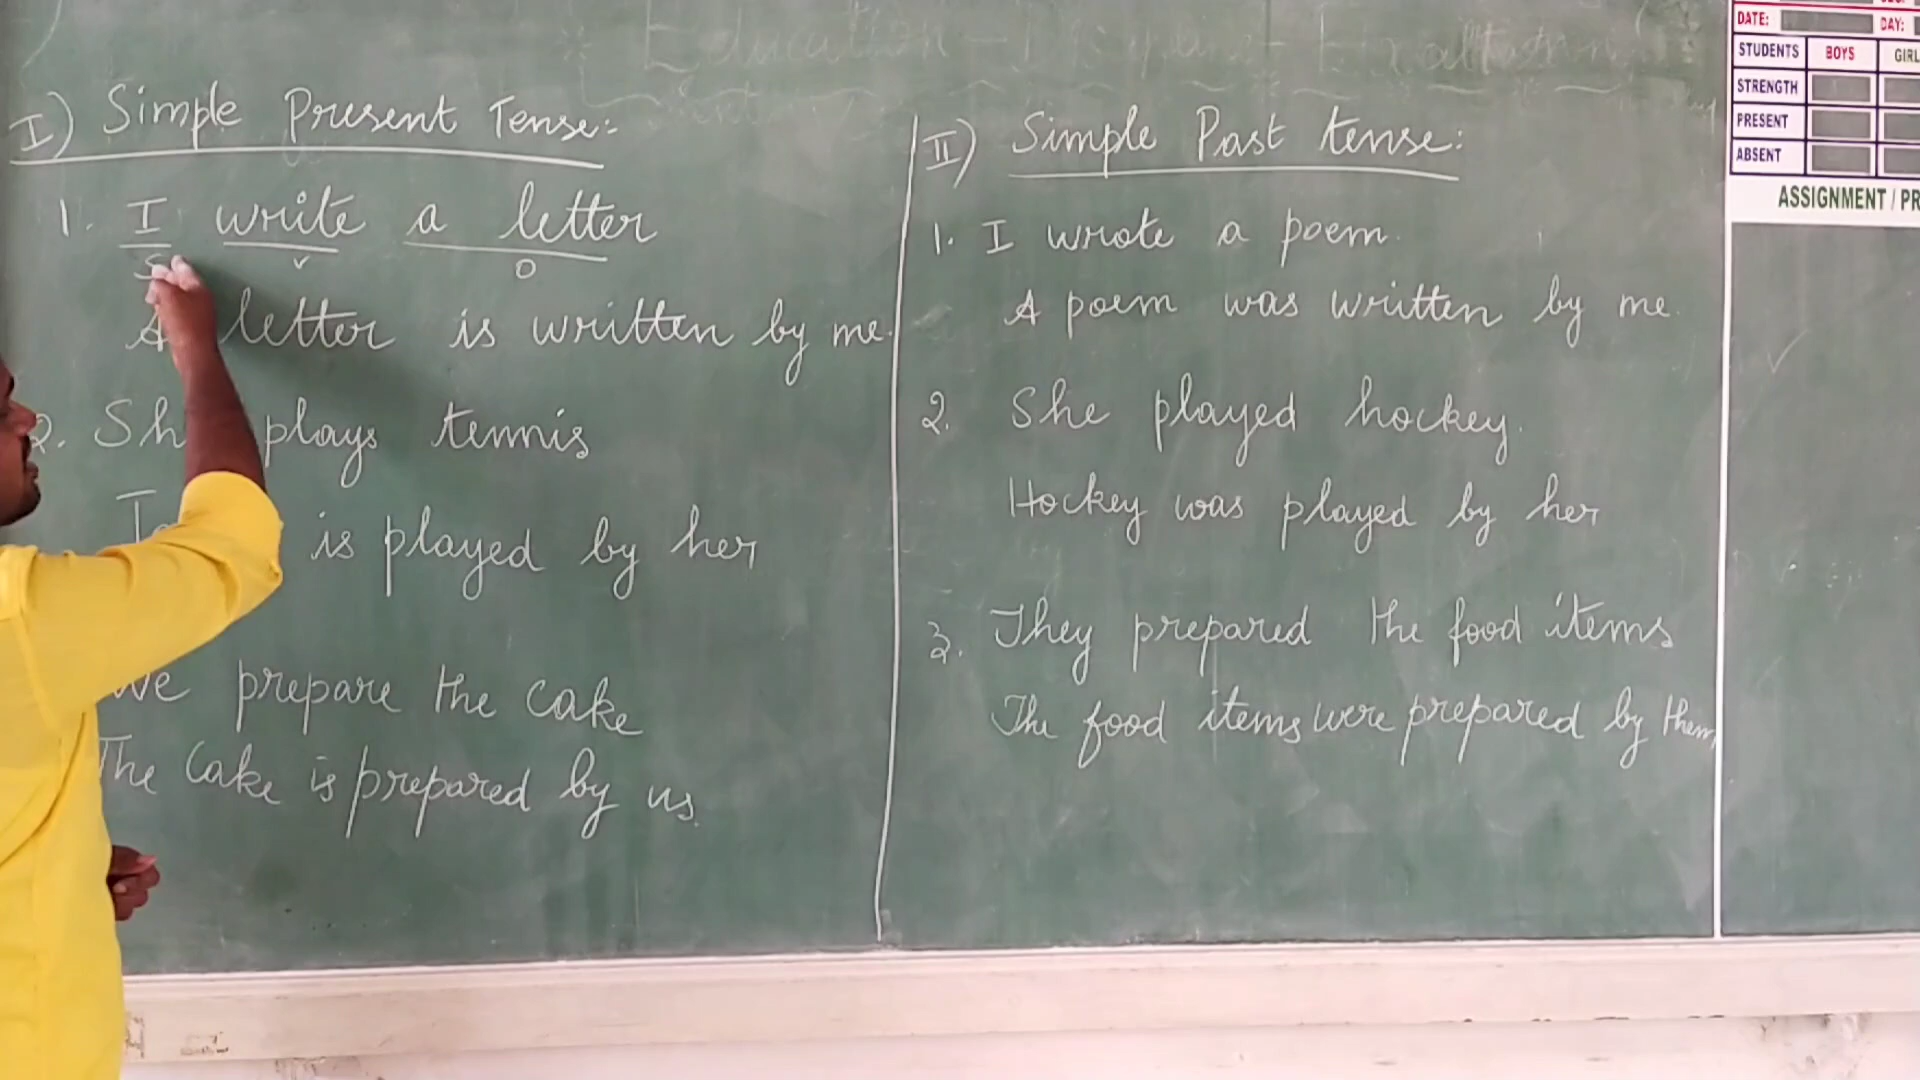 Education
I) Simple Present Tense:
1. I write a letter
S v O
A letter is written by me.
2. She plays tennis
is played by her
We prepare the cake
The Cake is prepared by us.
II) Simple Past tense:
1. I wrote a poem.
A poem was written by me.
2. She played hockey.
Hockey was played by her
3. They prepared the food items
The food items were prepared by them,
DATE: DAY:
STUDENTS BOYS GIRL
STRENGTH
PRESENT
ABSENT
ASSIGNMENT / PR